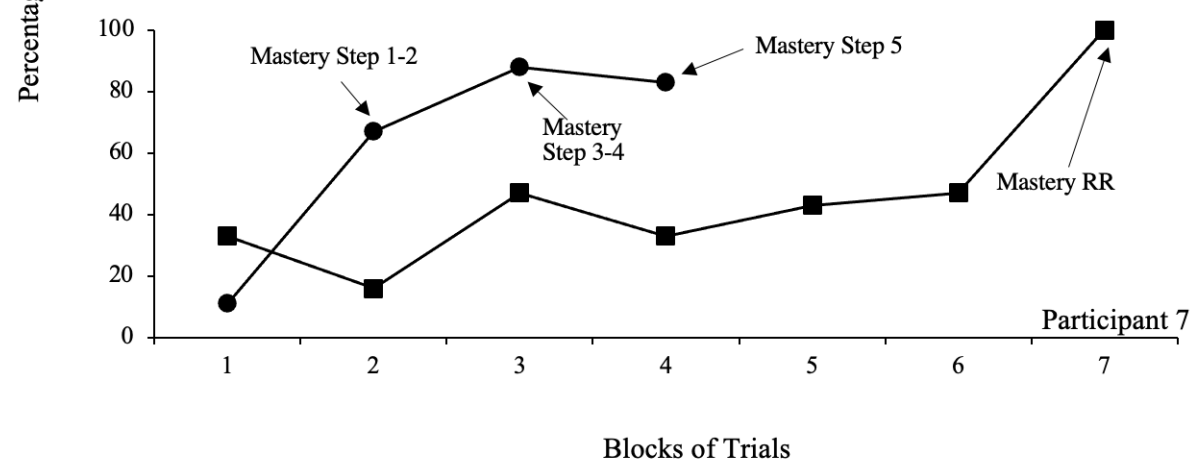 100
80
60
40
20
0
Mastery Step 1-2
Mastery Step 5
Mastery
Step 3-4
Mastery RR
Participant 7
1 2 3 4 5 6 7
Blocks of Trials